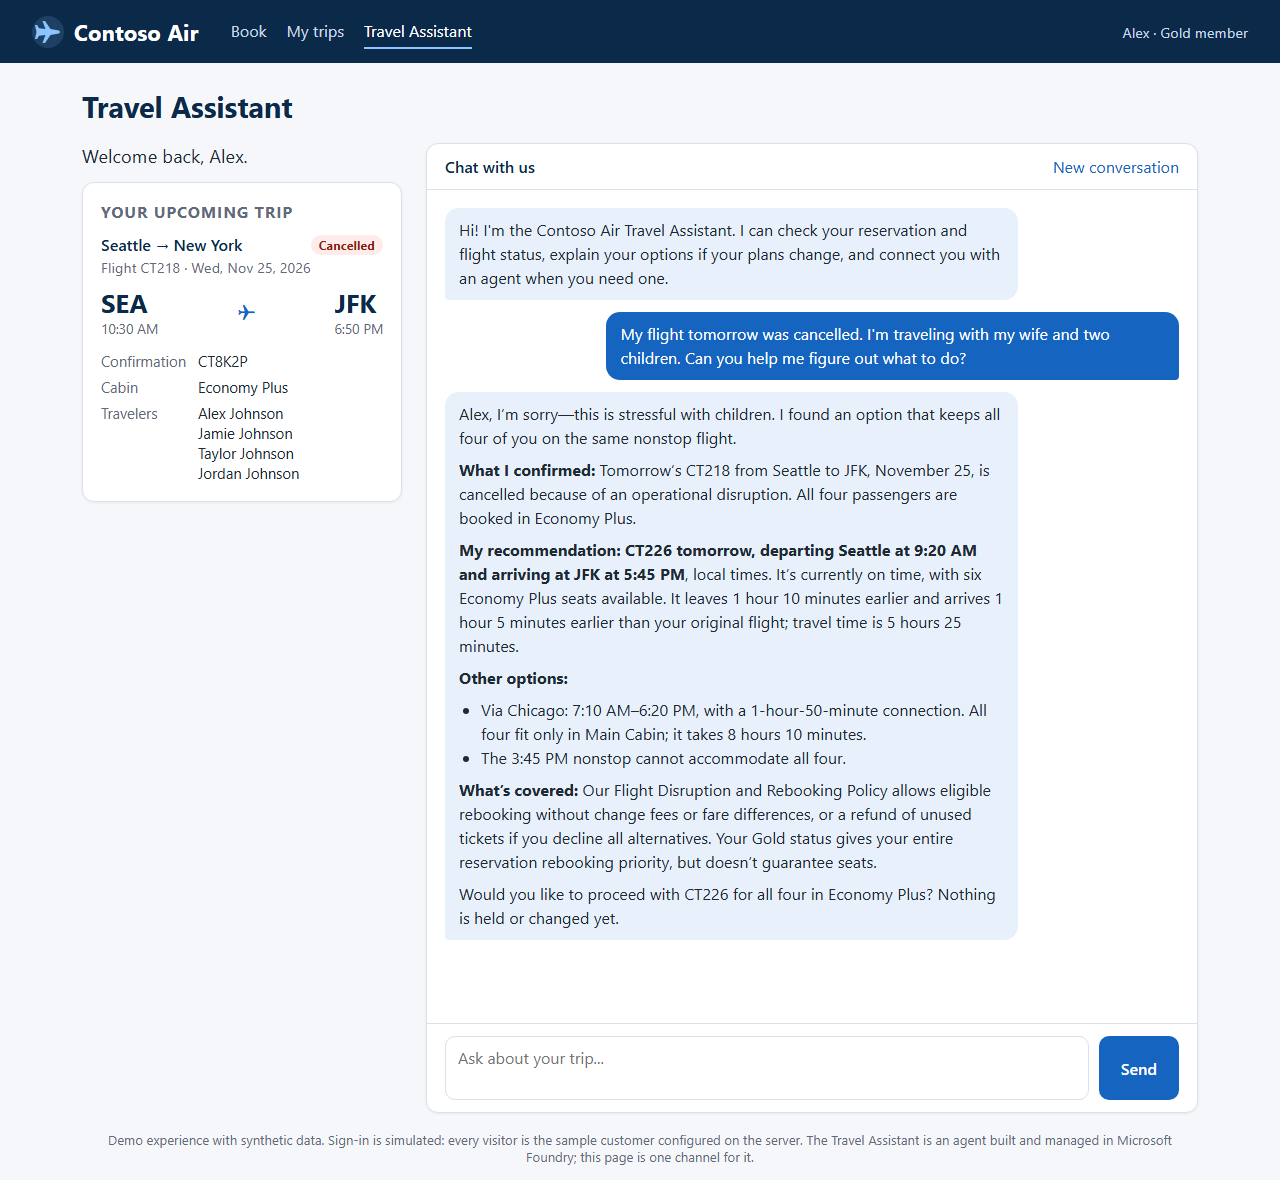 Contoso Air
Book
My trips
Travel Assistant
Alex · Gold member
Travel Assistant
Welcome back, Alex.
YOUR UPCOMING TRIP
Seattle → New York
Cancelled
Flight CT218 · Wed, Nov 25, 2026
SEA
JFK
10:30 AM
6:50 PM
Confirmation CT8K2P
Cabin Economy Plus
Travelers Alex Johnson
Jamie Johnson
Taylor Johnson
Jordan Johnson
Chat with us
New conversation
Hi! I'm the Contoso Air Travel Assistant. I can check your reservation and
flight status, explain your options if your plans change, and connect you with
an agent when you need one.
My flight tomorrow was cancelled. I'm traveling with my wife and two
children. Can you help me figure out what to do?
Alex, I’m sorry—this is stressful with children. I found an option that keeps all
four of you on the same nonstop flight.
What I confirmed: Tomorrow’s CT218 from Seattle to JFK, November 25, is
cancelled because of an operational disruption. All four passengers are
booked in Economy Plus.
My recommendation: CT226 tomorrow, departing Seattle at 9:20 AM
and arriving at JFK at 5:45 PM, local times. It’s currently on time, with six
Economy Plus seats available. It leaves 1 hour 10 minutes earlier and arrives 1
hour 5 minutes earlier than your original flight; travel time is 5 hours 25
minutes.
Other options:
• Via Chicago: 7:10 AM–6:20 PM, with a 1-hour-50-minute connection. All
four fit only in Main Cabin; it takes 8 hours 10 minutes.
• The 3:45 PM nonstop cannot accommodate all four.
What’s covered: Our Flight Disruption and Rebooking Policy allows eligible
rebooking without change fees or fare differences, or a refund of unused
tickets if you decline all alternatives. Your Gold status gives your entire
reservation rebooking priority, but doesn’t guarantee seats.
Would you like to proceed with CT226 for all four in Economy Plus? Nothing
is held or changed yet.
Ask about your trip...
Send
Demo experience with synthetic data. Sign-in is simulated: every visitor is the sample customer configured on the server. The Travel Assistant is an agent built and managed in Microsoft
Foundry; this page is one channel for it.